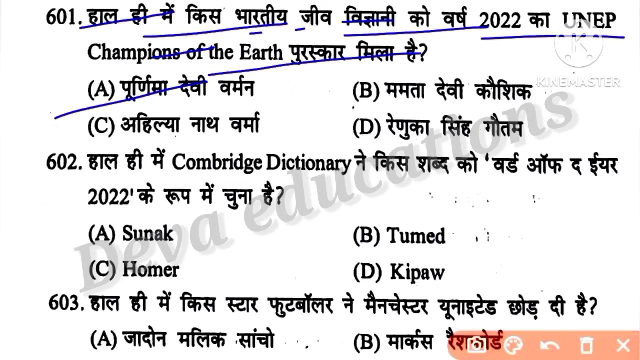 601. हाल ही में किस भारतीय जीव विज्ञानी को वर्ष 2022 का UNEP
Champions of the Earth पुरस्कार मिला है?
(A) पूर्णिमा देवी वर्मन (B) ममता देवी कौशिक
(C) अहिल्या नाथ वर्मा (D) रेणुका सिंह गौतम
602. हाल ही में Combridge Dictionary ने किस शब्द को 'वर्ड ऑफ द ईयर
2022' के रूप में चुना है?
(A) Sunak (B) Tumed
(C) Homer (D) Kipaw
603. हाल ही में किस स्टार फुटबॉलर ने मैनचेस्टर यूनाइटेड छोड़ दी है?
(A) जादोन मलिक सांचो (B) मार्कस रैशफोर्ड
Deva educations
KINEMASTER